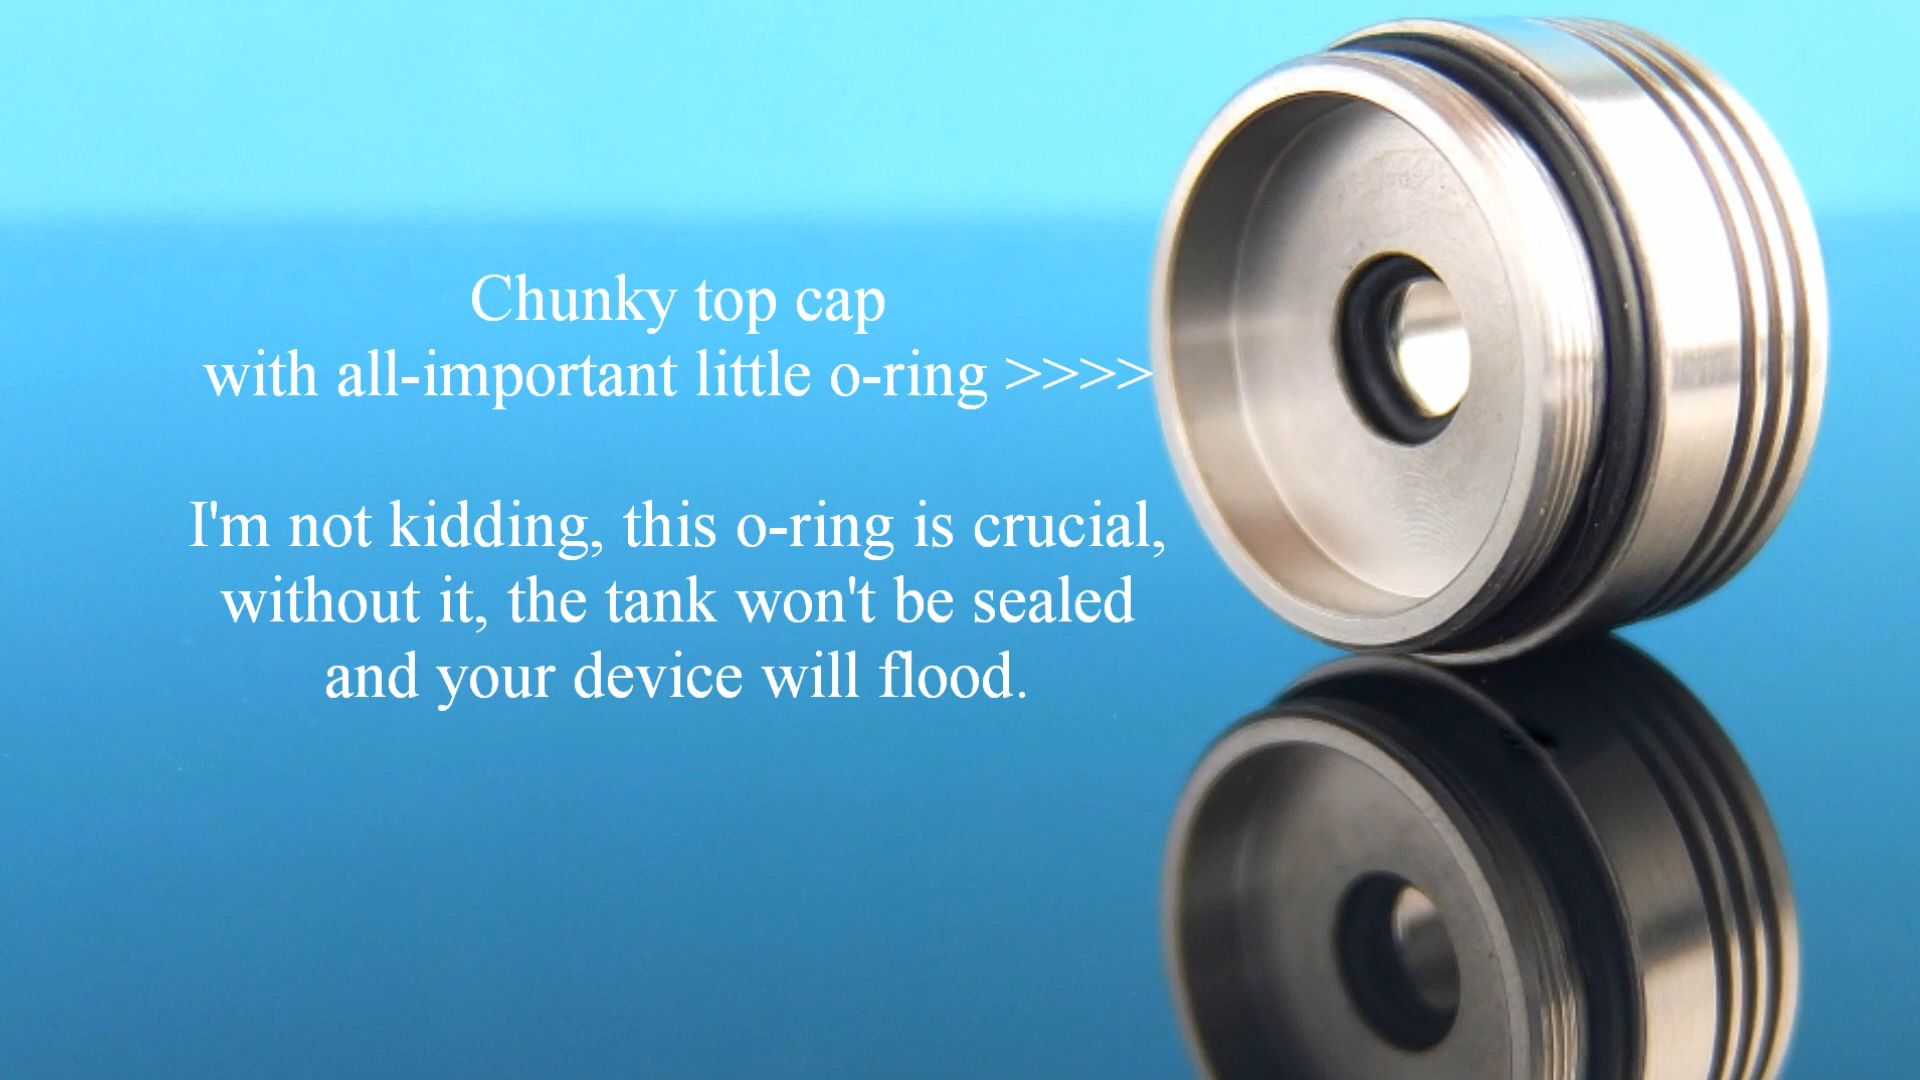 Chunky top cap
with all-important little o-ring >>>>
I'm not kidding, this o-ring is crucial,
without it, the tank won't be sealed
and your device will flood.